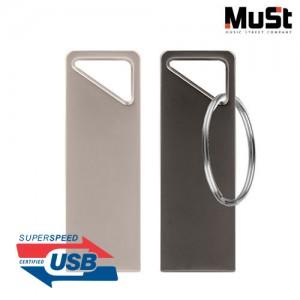 MuSt
MUSIC STREET COMPANY
SUPERSPEED
CERTIFIED
USB